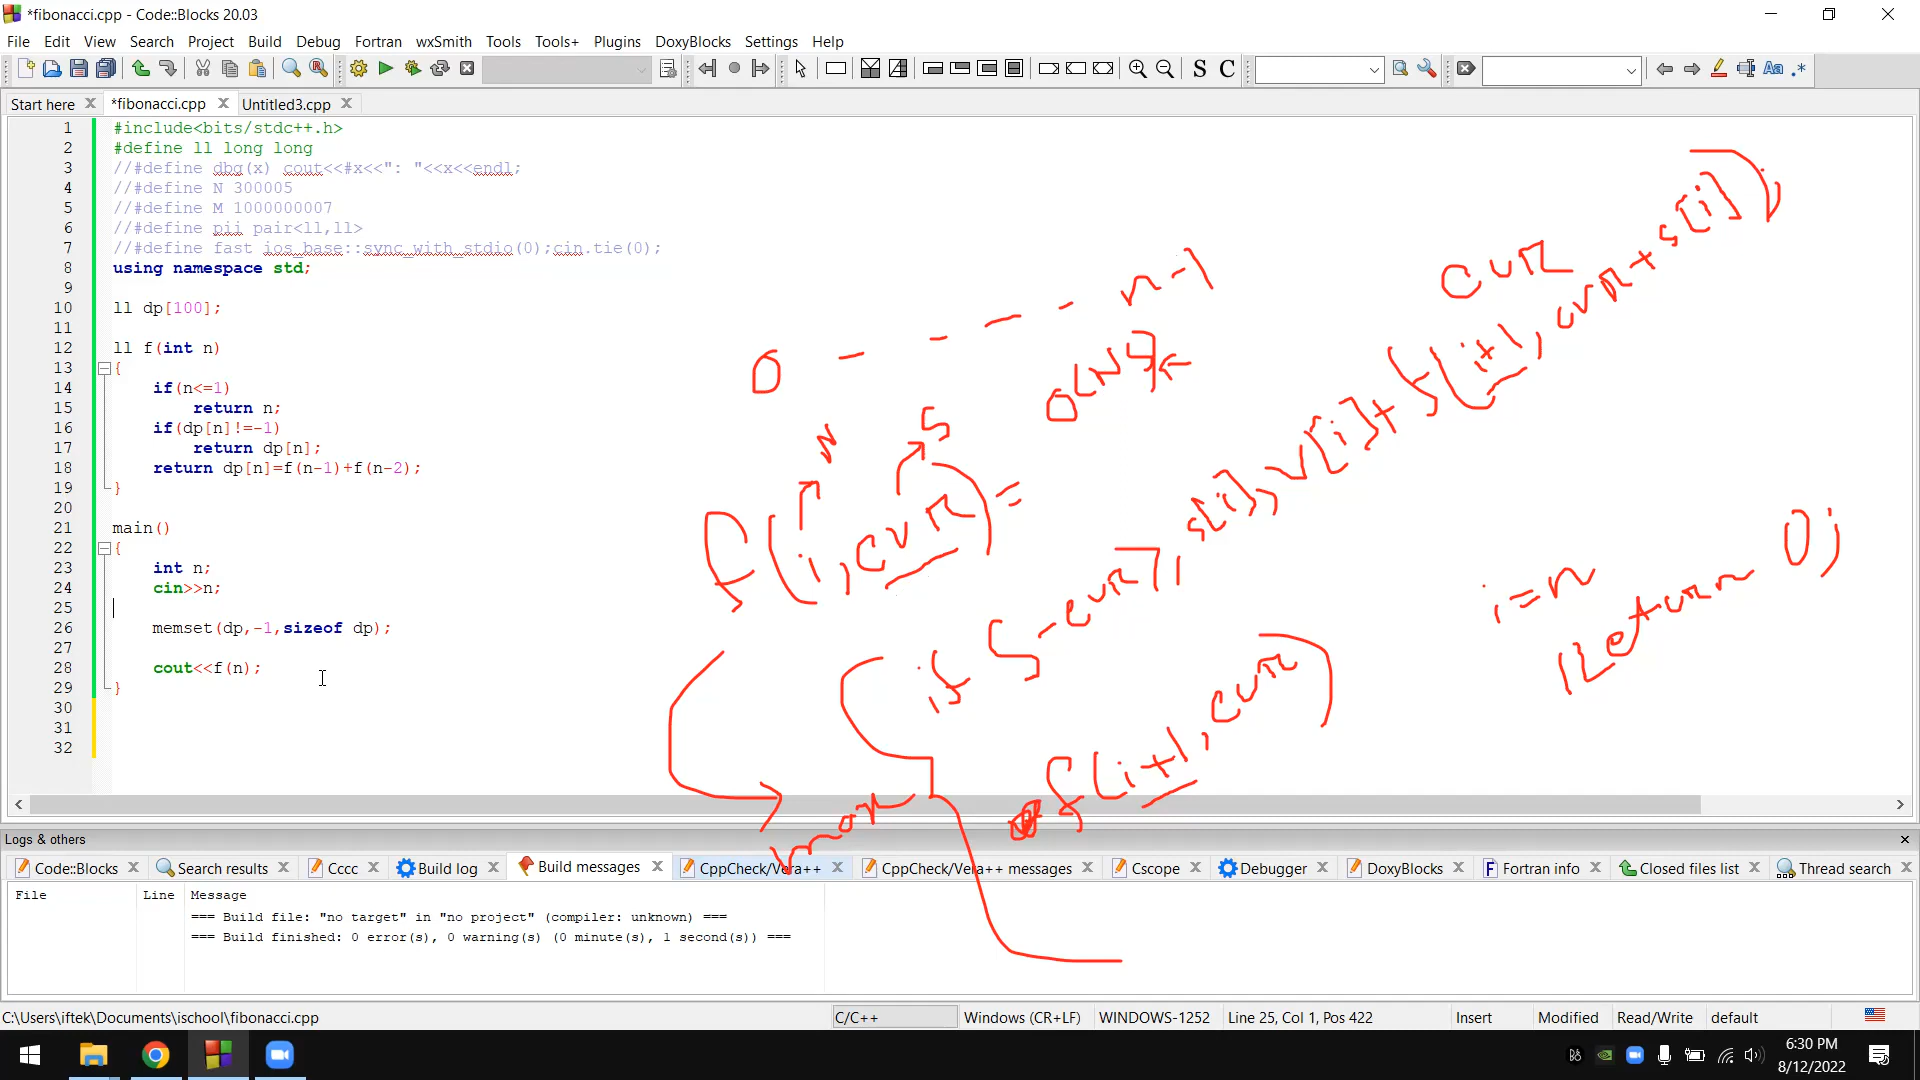 *fibonacci.cpp - Code::Blocks 20.03
File Edit View Search Project Build Debug Fortran wxSmith Tools Tools+ Plugins DoxyBlocks Settings Help
S C
Start here *fibonacci.cpp Untitled3.cpp
1 #include<bits/stdc++.h>
2 #define ll long long
3 //#define dbg(x) cout<<#x<<": "<<x<<endl;
4 //#define N 300005
5 //#define M 1000000007
6 //#define pii pair<ll,ll>
7 //#define fast ios_base::sync_with_stdio(0);cin.tie(0);
8 using namespace std;
9
10 ll dp[100];
11
12 ll f(int n)
13 {
14 if(n<=1)
15 return n;
16 if(dp[n]!=-1)
17 return dp[n];
18 return dp[n]=f(n-1)+f(n-2);
19 }
20
21 main()
22 {
23 int n;
24 cin>>n;
25
26 memset(dp,-1,sizeof dp);
27
28 cout<<f(n);
29 }
30
31
32
0 - - - - n-1
cur
N S
f(i, cur) =
if S-cur>, s[i], v[i]+ f(i+1, cur+s[i]),
f(i+1, cur)
max
i=n
return 0;
Logs & others
Code::Blocks Search results Cccc Build log Build messages CppCheck/Vera++ CppCheck/Vera++ messages Cscope Debugger DoxyBlocks Fortran info Closed files list Thread search
File Line Message
=== Build file: "no target" in "no project" (compiler: unknown) ===
=== Build finished: 0 error(s), 0 warning(s) (0 minute(s), 1 second(s)) ===
C:\Users\iftek\Documents\ischool\fibonacci.cpp C/C++ Windows (CR+LF) WINDOWS-1252 Line 25, Col 1, Pos 422 Insert Modified Read/Write default
6:30 PM
8/12/2022